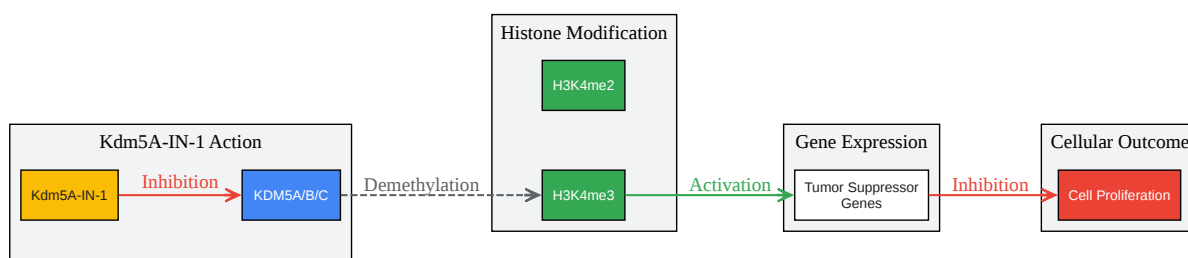 Histone Modification
H3K4me2
Kdm5A-IN-1 Action
Gene Expression
Cellular Outcome
Kdm5A-IN-1
Inhibition
KDM5A/B/C
Demethylation
H3K4me3
Activation
Tumor Suppressor
Genes
Inhibition
Cell Proliferation